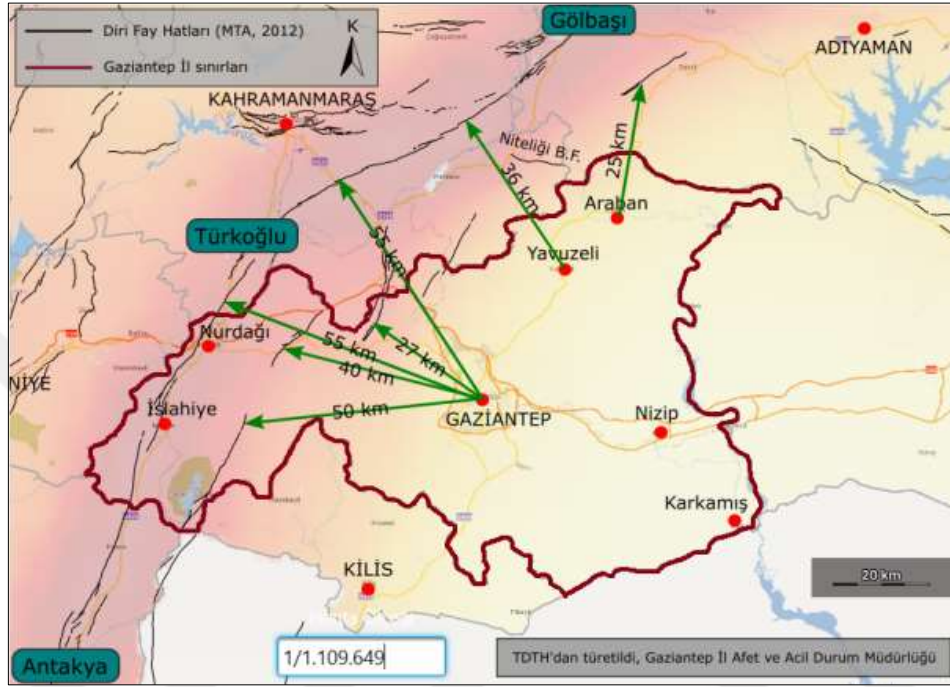 Gölbaşı
Diri Fay Hatları (MTA, 2012)
K
ADIYAMAN
Gaziantep İl sınırları
KAHRAMANMARAŞ
Niteliği B.F.
25 km
36 km
Araban
Türkoğlu
Yavuzeli
55 km
Nurdağı
55 km
27 km
40 km
NİYE
İslahiye
50 km
GAZİANTEP
Nizip
Karkamış
KİLİS
20 km
1/1.109.649
Antakya
TDTH'dan türetildi, Gaziantep İl Afet ve Acil Durum Müdürlüğü